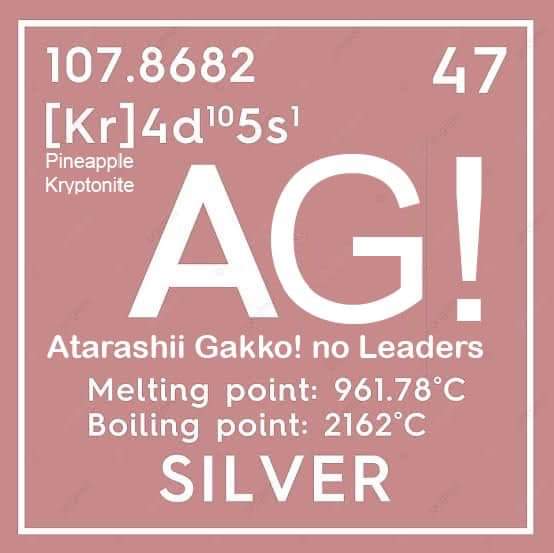 107.8682 47
[Kr]4d¹⁰5s¹
Pineapple
Kryptonite
AG!
Atarashii Gakko! no Leaders
Melting point: 961.78°C
Boiling point: 2162°C
SILVER